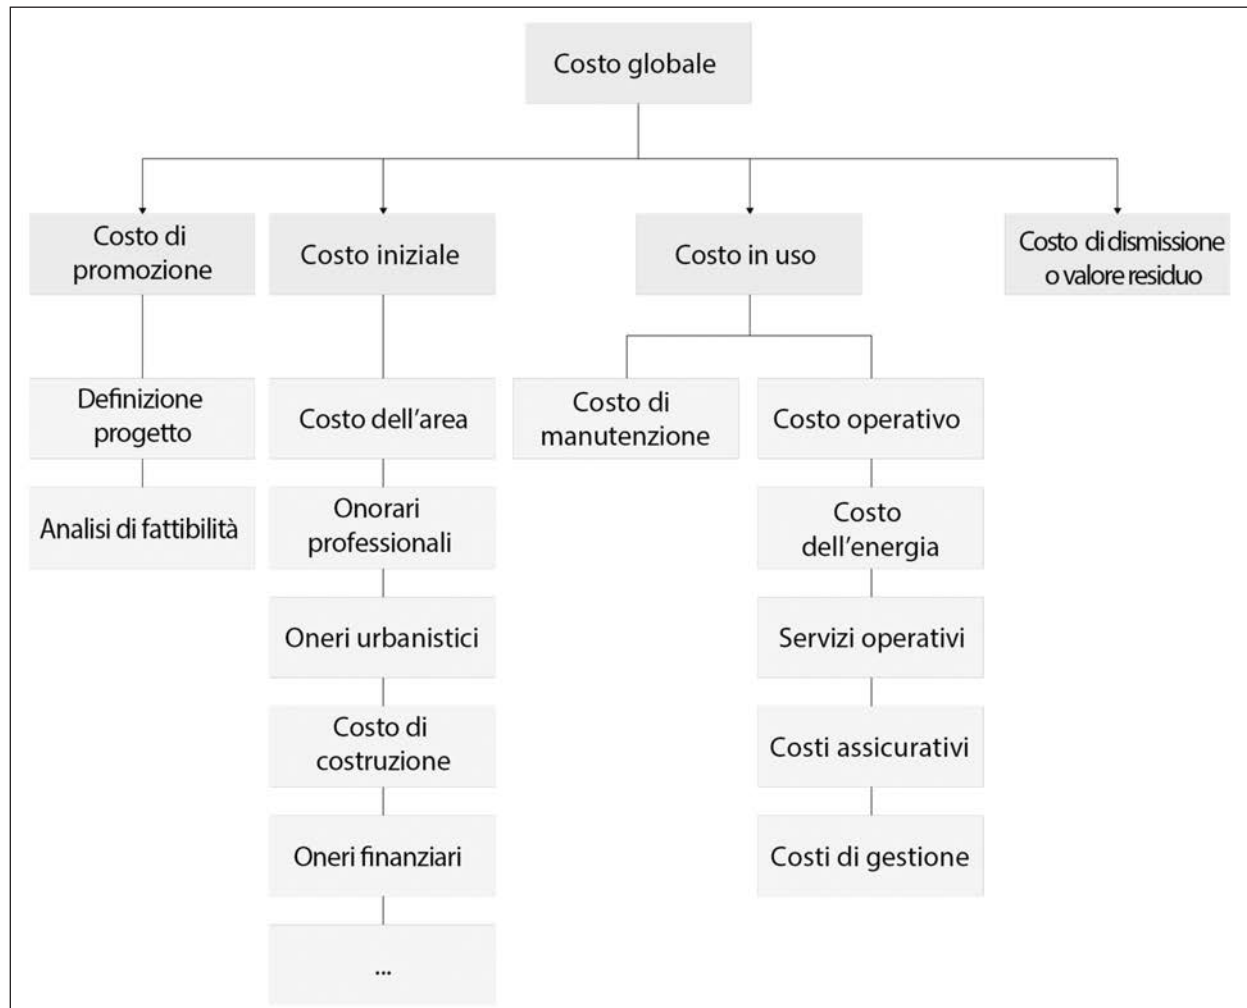 Costo globale
Costo di
promozione
Costo iniziale
Costo in uso
Costo di dismissione
o valore residuo
Definizione
progetto
Costo dell'area
Costo di
manutenzione
Costo operativo
Analisi di fattibilità
Onorari
professionali
Costo
dell'energia
Oneri urbanistici
Servizi operativi
Costo di
costruzione
Costi assicurativi
Oneri finanziari
Costi di gestione
...